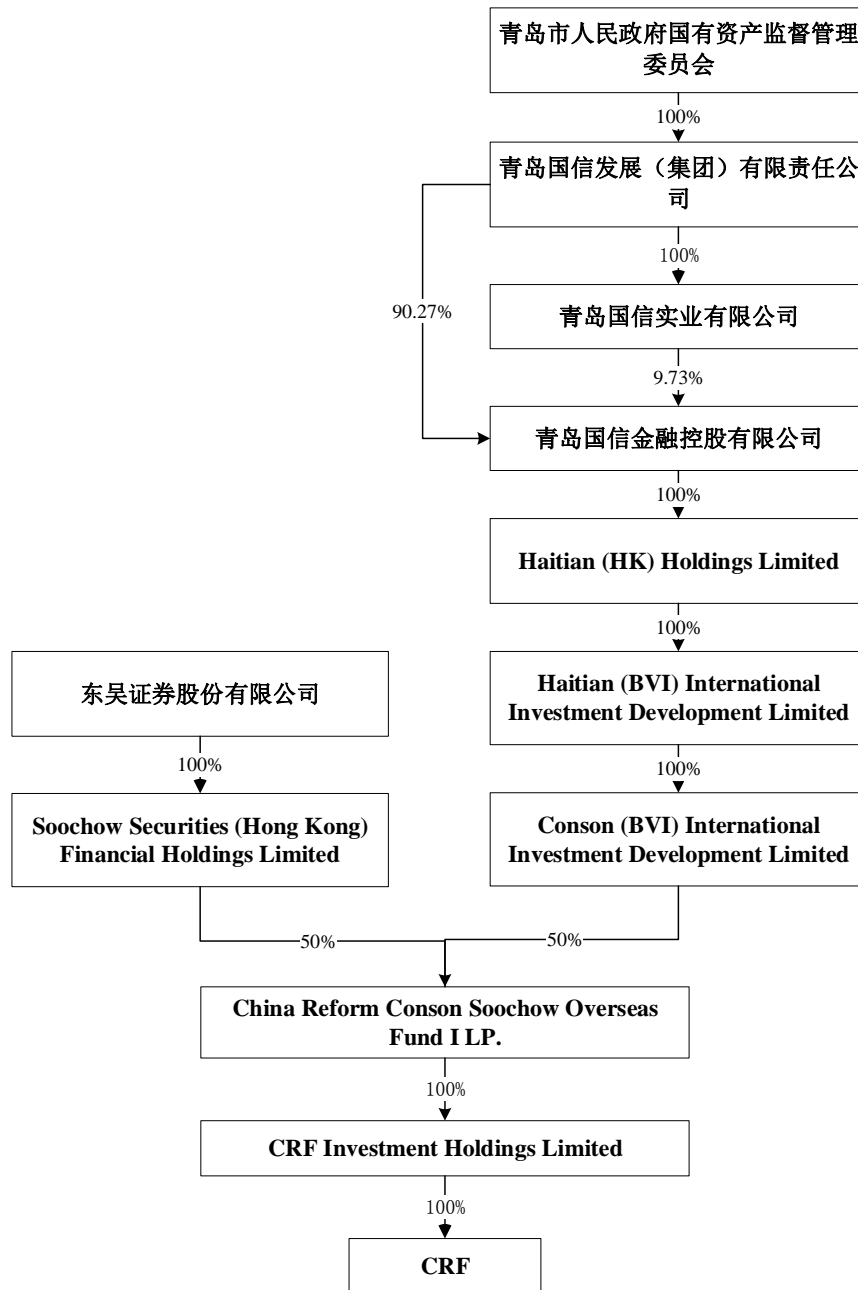 青岛市人民政府国有资产监督管理
委员会
100%
青岛国信发展（集团）有限责任公
司
100%
90.27%
青岛国信实业有限公司
9.73%
青岛国信金融控股有限公司
100%
Haitian (HK) Holdings Limited
100%
东吴证券股份有限公司
Haitian (BVI) International
Investment Development Limited
100%
100%
Soochow Securities (Hong Kong)
Financial Holdings Limited
Conson (BVI) International
Investment Development Limited
50%
50%
China Reform Conson Soochow Overseas
Fund I LP.
100%
CRF Investment Holdings Limited
100%
CRF